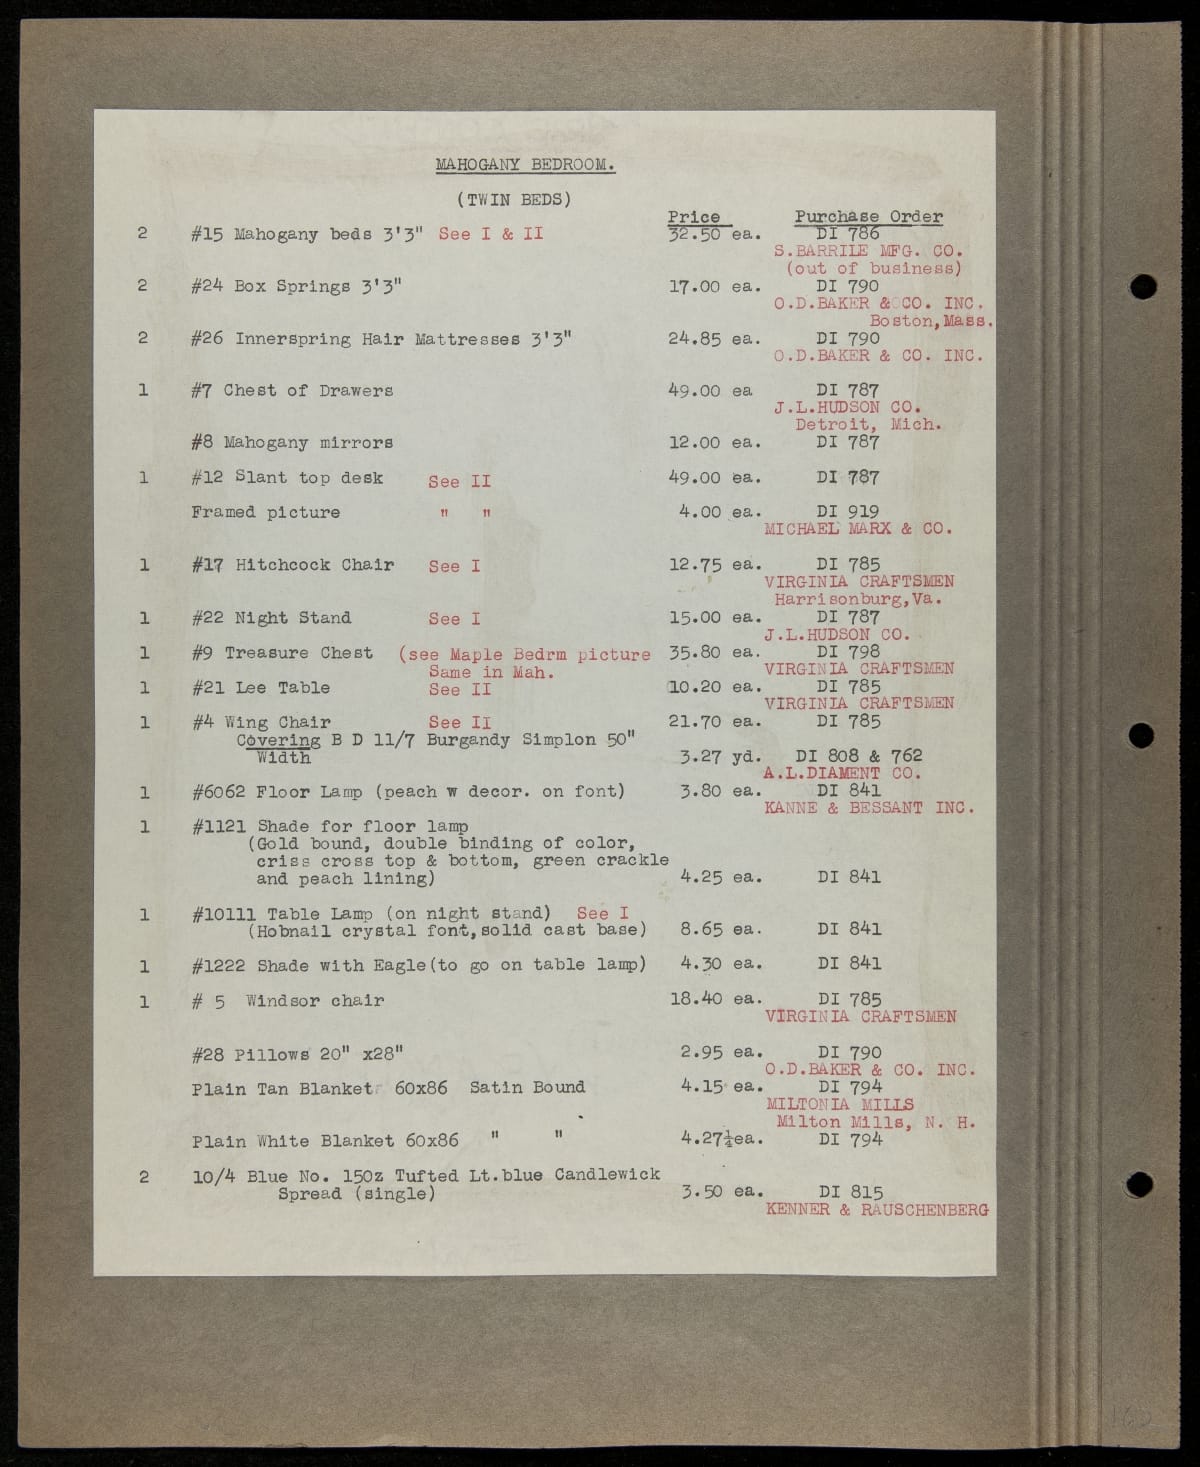 MAHOGANY BEDROOM.
(TWIN BEDS)
Price Purchase Order
2 #15 Mahogany beds 3'3" See I & II 32.50 ea. DI 786
S.BARRILE MFG. CO.
(out of business)
2 #24 Box Springs 3'3" 17.00 ea. DI 790
O.D.BAKER & CO. INC.
Boston,Mass.
2 #26 Innerspring Hair Mattresses 3'3" 24.85 ea. DI 790
O.D.BAKER & CO. INC.
1 #7 Chest of Drawers 49.00 ea DI 787
J.L.HUDSON CO.
Detroit, Mich.
#8 Mahogany mirrors 12.00 ea. DI 787
1 #12 Slant top desk See II 49.00 ea. DI 787
Framed picture " " 4.00 ea. DI 919
MICHAEL MARX & CO.
1 #17 Hitchcock Chair See I 12.75 ea. DI 785
VIRGINIA CRAFTSMEN
Harrisonburg,Va.
1 #22 Night Stand See I 15.00 ea. DI 787
J.L.HUDSON CO.
1 #9 Treasure Chest (see Maple Bedrm picture 35.80 ea. DI 798
Same in Mah. VIRGINIA CRAFTSMEN
1 #21 Lee Table See II 10.20 ea. DI 785
VIRGINIA CRAFTSMEN
1 #4 Wing Chair See II 21.70 ea. DI 785
Covering B D 11/7 Burgandy Simplon 50"
Width 3.27 yd. DI 808 & 762
A.L.DIAMENT CO.
1 #6062 Floor Lamp (peach w decor. on font) 3.80 ea. DI 841
KANNE & BESSANT INC.
1 #1121 Shade for floor lamp
(Gold bound, double binding of color,
criss cross top & bottom, green crackle
and peach lining) 4.25 ea. DI 841
1 #10111 Table Lamp (on night stand) See I
(Hobnail crystal font,solid cast base) 8.65 ea. DI 841
1 #1222 Shade with Eagle(to go on table lamp) 4.30 ea. DI 841
1 # 5 Windsor chair 18.40 ea. DI 785
VIRGINIA CRAFTSMEN
#28 Pillows 20" x28" 2.95 ea. DI 790
O.D.BAKER & CO. INC.
Plain Tan Blanket 60x86 Satin Bound 4.15 ea. DI 794
MILTONIA MILLS
Milton Mills, N. H.
Plain White Blanket 60x86 " " 4.27½ea. DI 794
2 10/4 Blue No. 150z Tufted Lt.blue Candlewick
Spread (single) 3.50 ea. DI 815
KENNER & RAUSCHENBERG